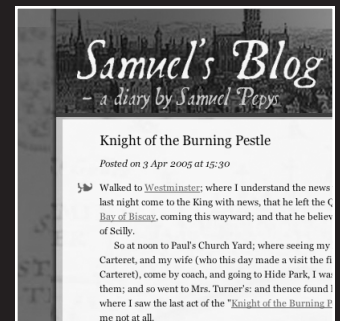 Samuel's Blog
– a diary by Samuel Pepys
Knight of the Burning Pestle
Posted on 3 Apr 2005 at 15:30
Walked to Westminster; where I understand the news
last night come to the King with news, that he left the
Bay of Biscay, coming this wayward; and that he
of Scilly.
So at noon to Paul's Church Yard; where seeing my
Carteret, and my wife (who this day made a visit the
Carteret), come by coach, and going to Hide Park, I
them; and so went to Mrs. Turner's: and thence found
where I saw the last act of the "Knight of the Burning
me not at all.